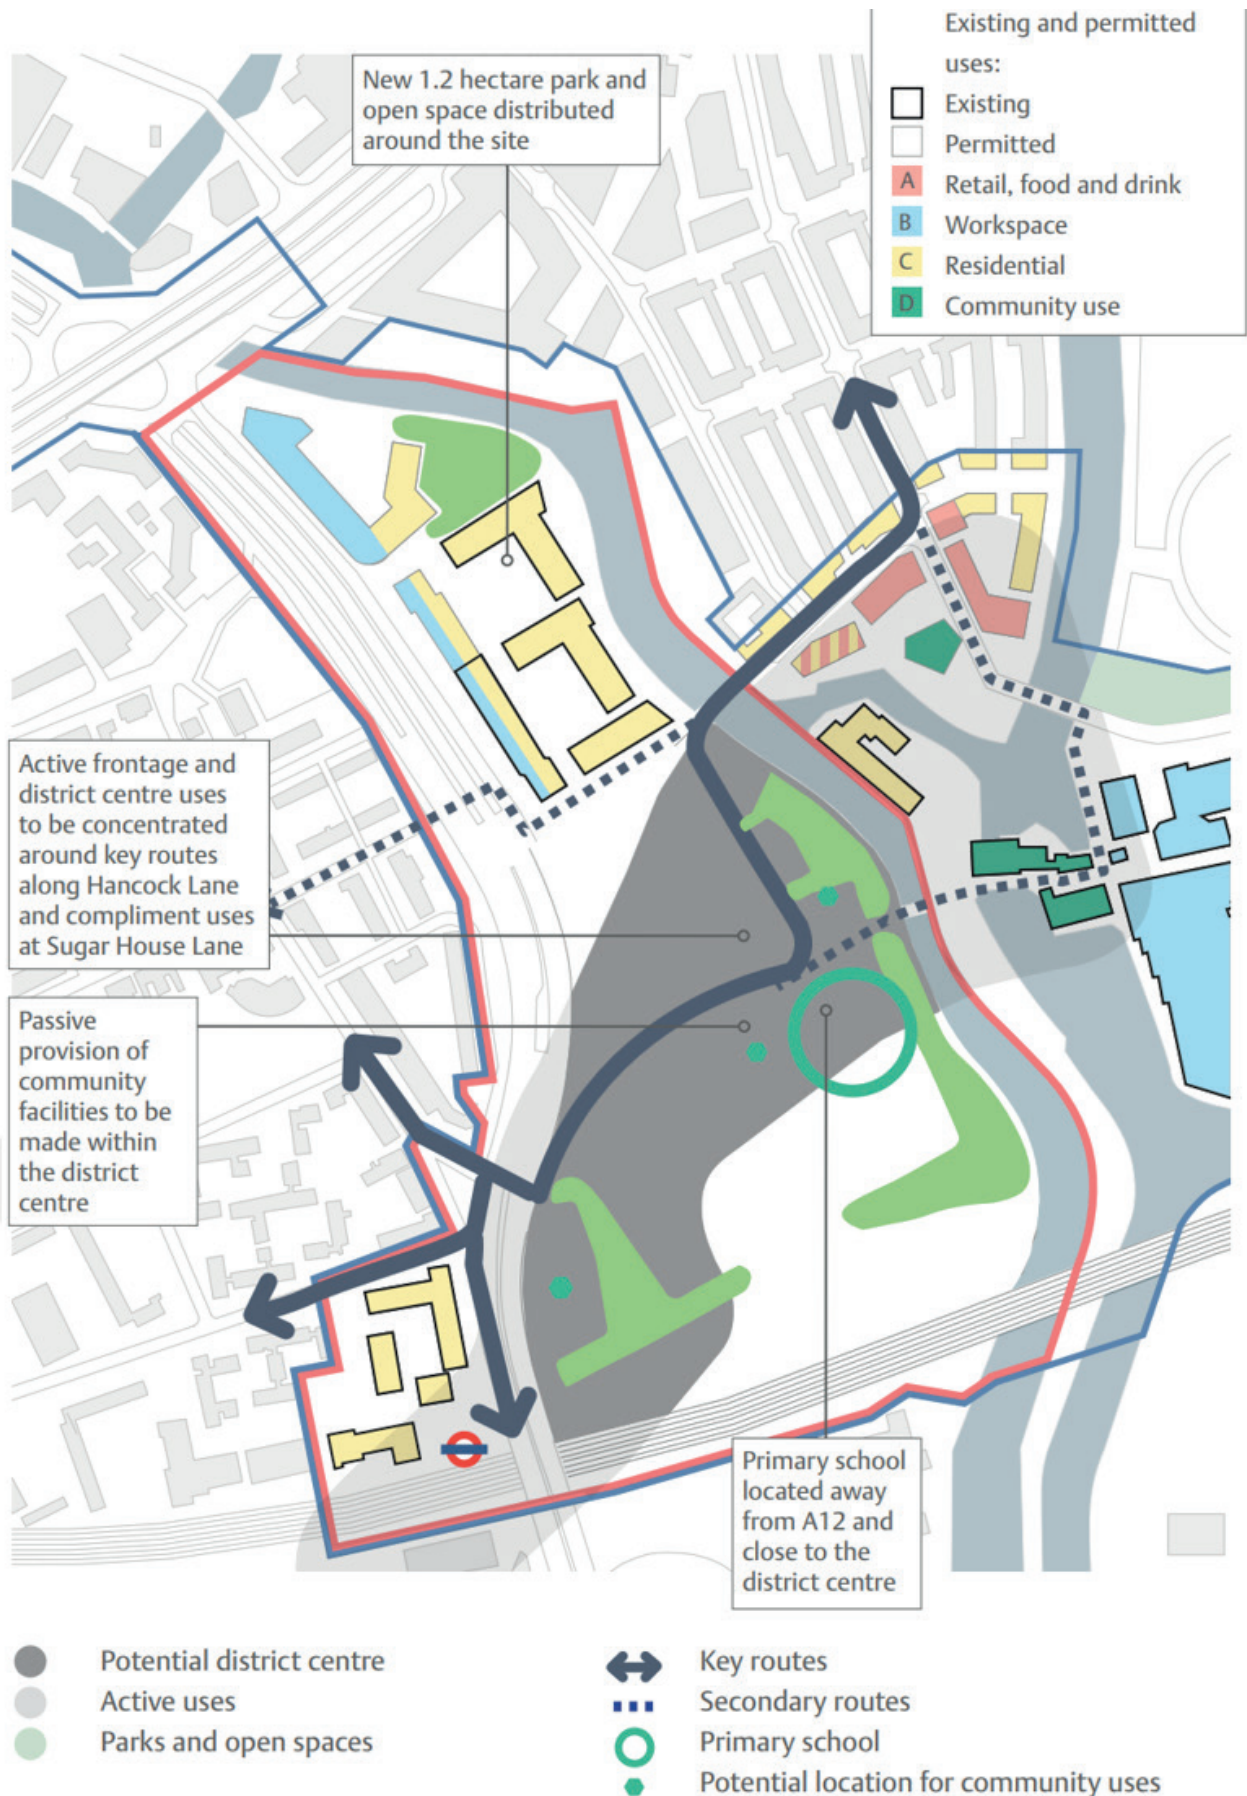 Existing and permitted
uses:
Existing
Permitted
A Retail, food and drink
B Workspace
C Residential
D Community use
New 1.2 hectare park and
open space distributed
around the site
Active frontage and
district centre uses
to be concentrated
around key routes
along Hancock Lane
and compliment uses
at Sugar House Lane
Passive
provision of
community
facilities to be
made within
the district
centre
Primary school
located away
from A12 and
close to the
district centre
Potential district centre
Active uses
Parks and open spaces
Key routes
Secondary routes
Primary school
Potential location for community uses